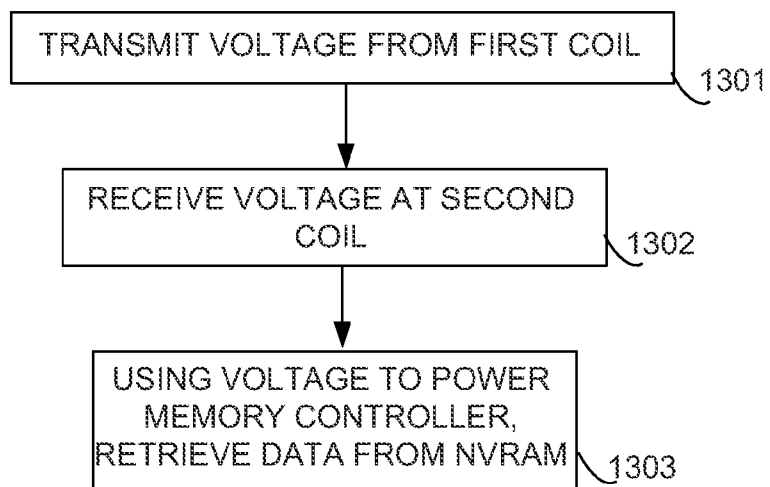 TRANSMIT VOLTAGE FROM FIRST COIL
1301
RECEIVE VOLTAGE AT SECOND
COIL
1302
USING VOLTAGE TO POWER
MEMORY CONTROLLER,
RETRIEVE DATA FROM NVRAM
1303